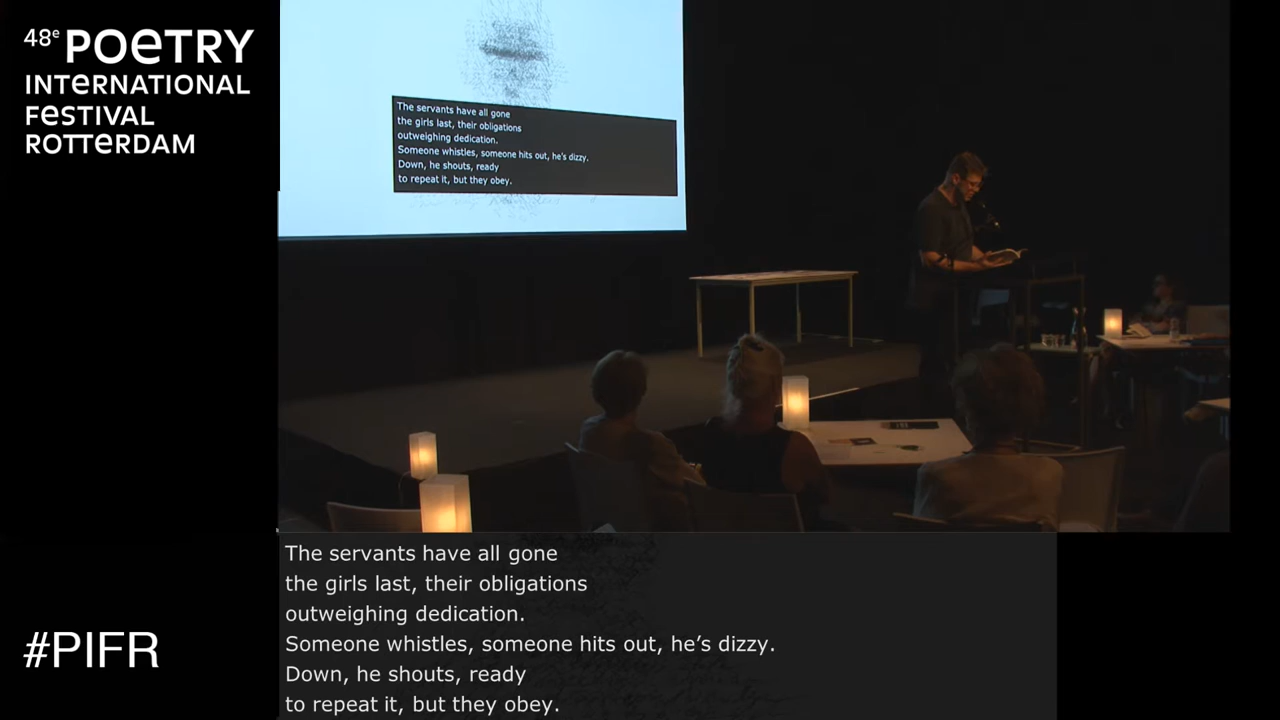 48e POETRY
INTERNATIONAL
FESTIVAL
ROTTERDAM
The servants have all gone
the girls last, their obligations
outweighing dedication.
Someone whistles, someone hits out, he's dizzy.
Down, he shouts, ready
to repeat it, but they obey.
The servants have all gone
the girls last, their obligations
outweighing dedication.
Someone whistles, someone hits out, he’s dizzy.
Down, he shouts, ready
to repeat it, but they obey.
#PIFR